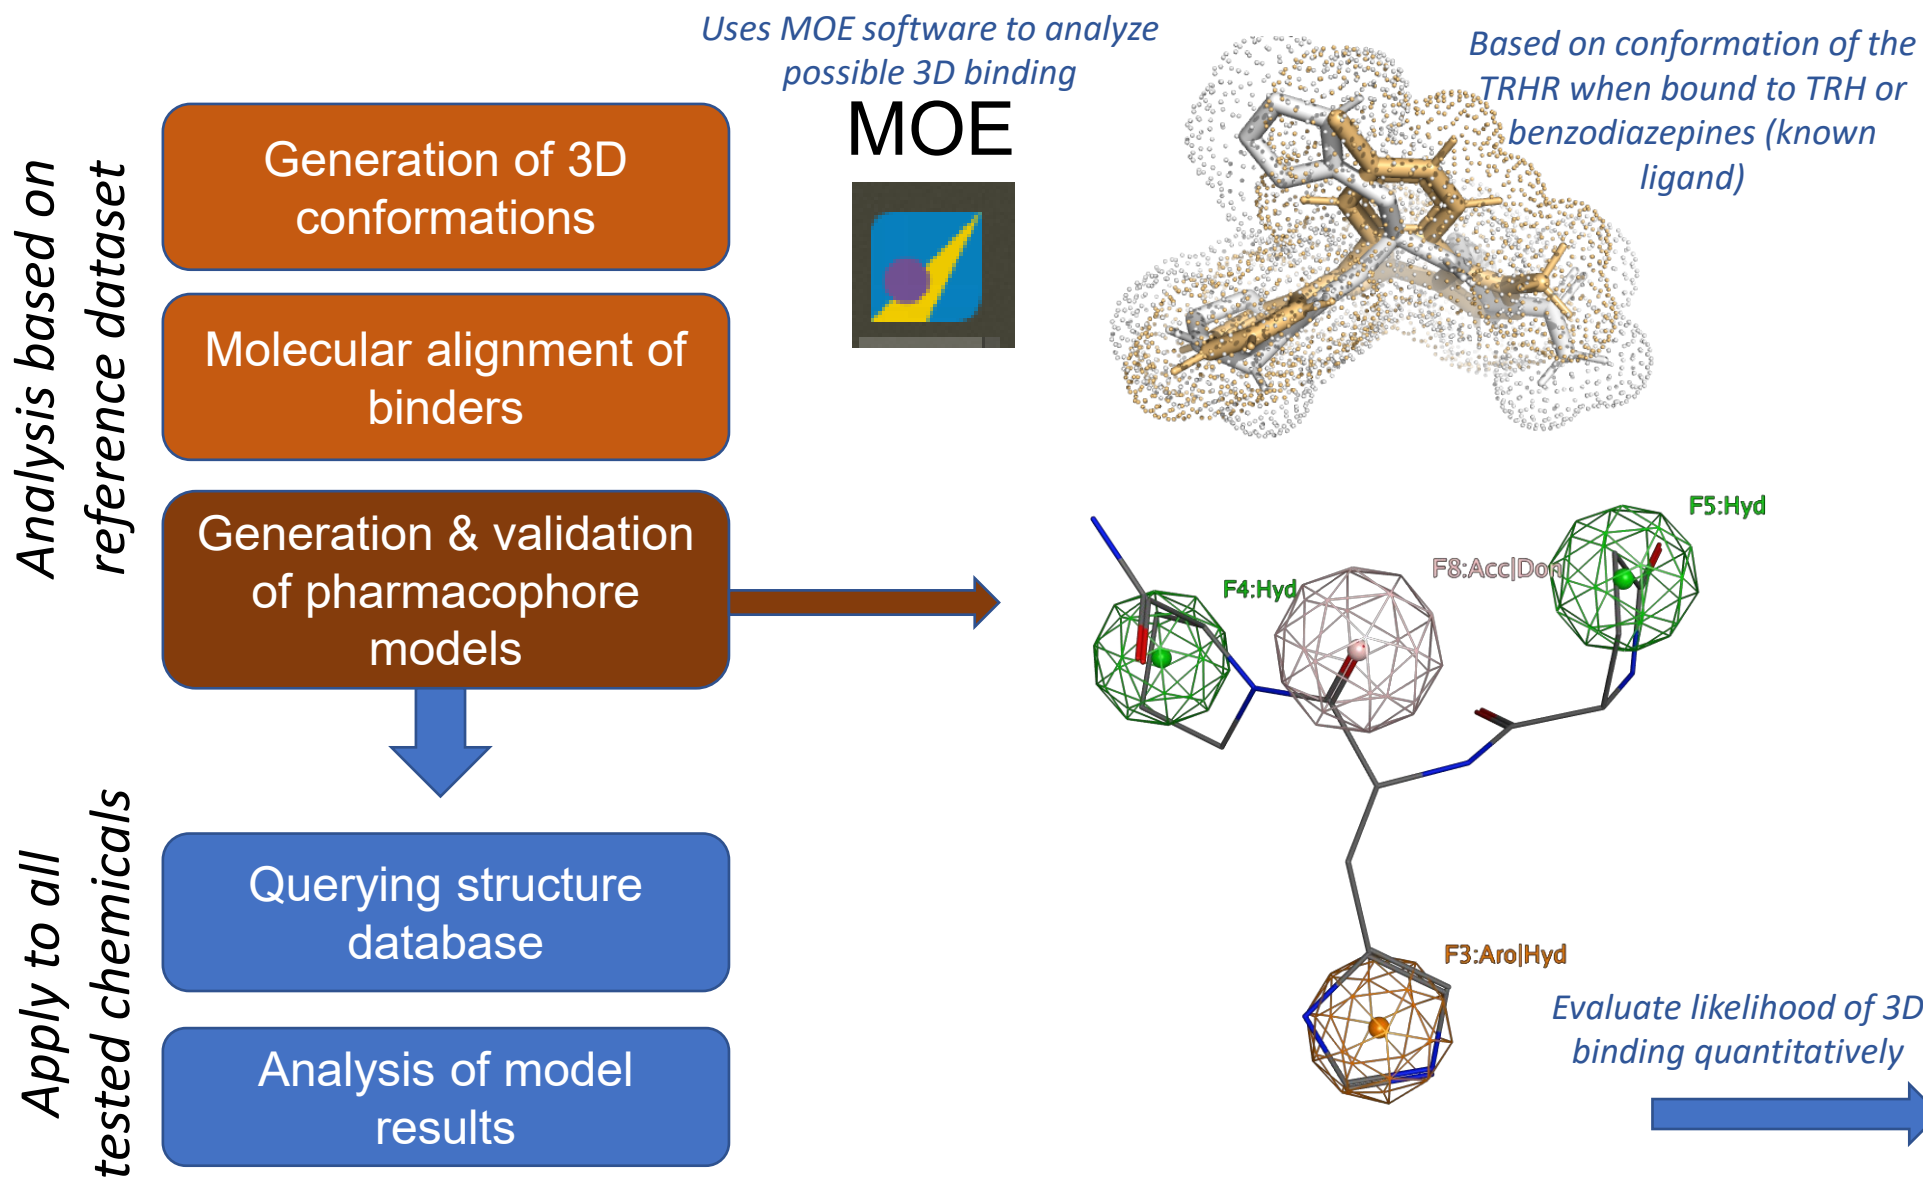 Uses MOE software to analyze
possible 3D binding
MOE
Based on conformation of the
TRHR when bound to TRH or
benzodiazepines (known
ligand)
Analysis based on
reference dataset
Generation of 3D
conformations
Molecular alignment of
binders
Generation & validation
of pharmacophore
models
F4:Hyd
F8:Acc|Don
F5:Hyd
F3:Aro|Hyd
Apply to all
tested chemicals
Querying structure
database
Analysis of model
results
Evaluate likelihood of 3D
binding quantitatively